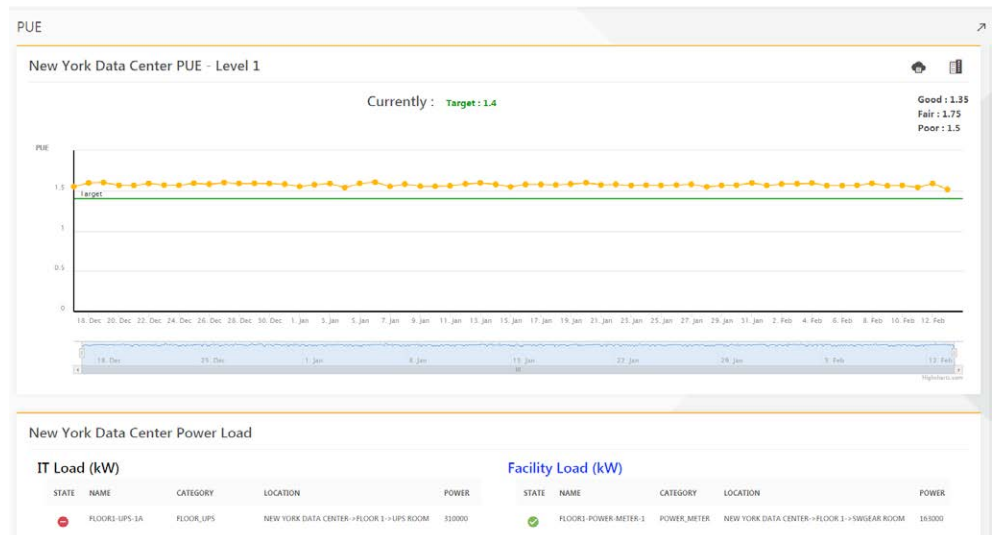 PUE
New York Data Center PUE - Level 1
Currently : Target : 1.4
Good : 1.35
Fair : 1.75
Poor : 1.5
PUE
1.5
Target
1
0.5
0
18. Dec 20. Dec 22. Dec 24. Dec 26. Dec 28. Dec 30. Dec 1. Jan 3. Jan 5. Jan 7. Jan 9. Jan 11. Jan 13. Jan 15. Jan 17. Jan 19. Jan 21. Jan 23. Jan 25. Jan 27. Jan 29. Jan 31. Jan 2. Feb 4. Feb 6. Feb 8. Feb 10. Feb 12. Feb
18. Dec 25. Dec 1. Jan 8. Jan 15. Jan 22. Jan 29. Jan 5. Feb 12. Feb
Highcharts.com
New York Data Center Power Load
IT Load (kW)
STATE NAME CATEGORY LOCATION POWER
FLOOR1-UPS-1A FLOOR_UPS NEW YORK DATA CENTER->FLOOR 1->UPS ROOM 310000
Facility Load (kW)
STATE NAME CATEGORY LOCATION POWER
FLOOR1-POWER-METER-1 POWER_METER NEW YORK DATA CENTER->FLOOR 1->SWGEAR ROOM 163000